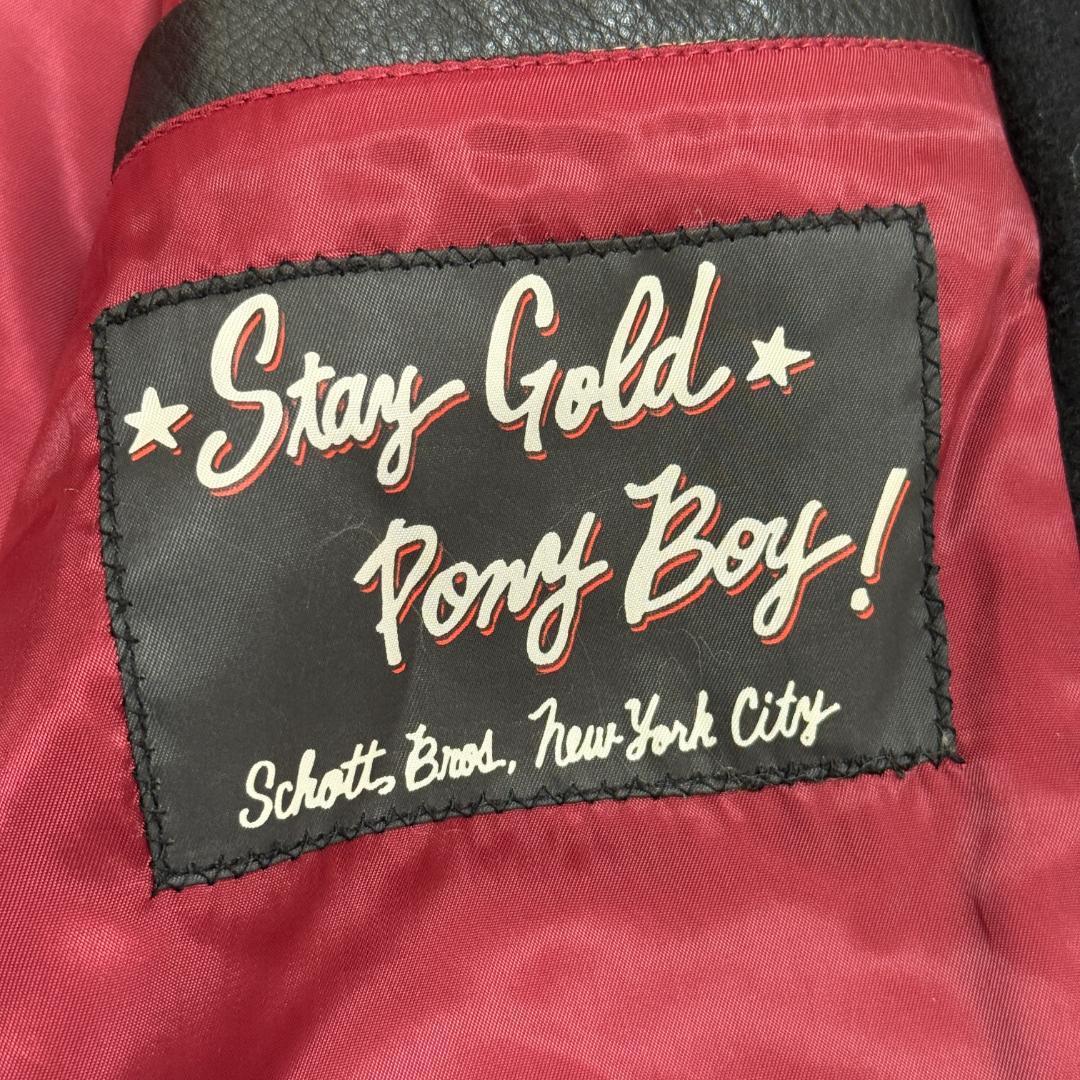 ★ Stay Gold ★
Pony Boy!
Schott Bros. New York City